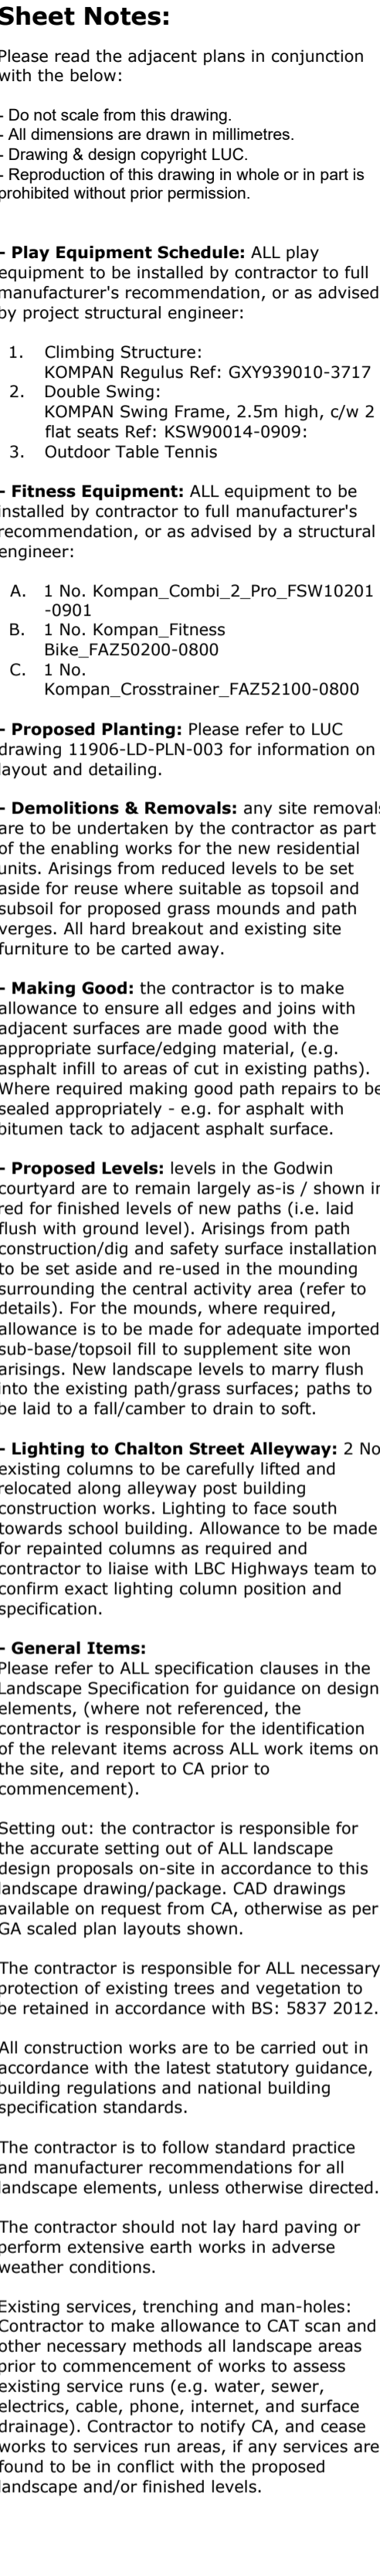 Sheet Notes:
Please read the adjacent plans in conjunction
with the below:
- Do not scale from this drawing.
- All dimensions are drawn in millimetres.
- Drawing & design copyright LUC.
- Reproduction of this drawing in whole or in part is
prohibited without prior permission.
- Play Equipment Schedule: ALL play
equipment to be installed by contractor to full
manufacturer's recommendation, or as advised
by project structural engineer:
1. Climbing Structure:
KOMPAN Regulus Ref: GXY939010-3717
2. Double Swing:
KOMPAN Swing Frame, 2.5m high, c/w 2
flat seats Ref: KSW90014-0909:
3. Outdoor Table Tennis
- Fitness Equipment: ALL equipment to be
installed by contractor to full manufacturer's
recommendation, or as advised by a structural
engineer:
A. 1 No. Kompan_Combi_2_Pro_FSW10201
-0901
B. 1 No. Kompan_Fitness
Bike_FAZ50200-0800
C. 1 No.
Kompan_Crosstrainer_FAZ52100-0800
- Proposed Planting: Please refer to LUC
drawing 11906-LD-PLN-003 for information on
layout and detailing.
- Demolitions & Removals: any site removals
are to be undertaken by the contractor as part
of the enabling works for the new residential
units. Arisings from reduced levels to be set
aside for reuse where suitable as topsoil and
subsoil for proposed grass mounds and path
verges. All hard breakout and existing site
furniture to be carted away.
- Making Good: the contractor is to make
allowance to ensure all edges and joins with
adjacent surfaces are made good with the
appropriate surface/edging material, (e.g.
asphalt infill to areas of cut in existing paths).
Where required making good path repairs to be
sealed appropriately - e.g. for asphalt with
bitumen tack to adjacent asphalt surface.
- Proposed Levels: levels in the Godwin
courtyard are to remain largely as-is / shown in
red for finished levels of new paths (i.e. laid
flush with ground level). Arisings from path
construction/dig and safety surface installation
to be set aside and re-used in the mounding
surrounding the central activity area (refer to
details). For the mounds, where required,
allowance is to be made for adequate imported
sub-base/topsoil fill to supplement site won
arisings. New landscape levels to marry flush
into the existing path/grass surfaces; paths to
be laid to a fall/camber to drain to soft.
- Lighting to Chalton Street Alleyway: 2 No
existing columns to be carefully lifted and
relocated along alleyway post building
construction works. Lighting to face south
towards school building. Allowance to be made
for repainted columns as required and
contractor to liaise with LBC Highways team to
confirm exact lighting column position and
specification.
- General Items:
Please refer to ALL specification clauses in the
Landscape Specification for guidance on design
elements, (where not referenced, the
contractor is responsible for the identification
of the relevant items across ALL work items on
the site, and report to CA prior to
commencement).
Setting out: the contractor is responsible for
the accurate setting out of ALL landscape
design proposals on-site in accordance to this
landscape drawing/package. CAD drawings
available on request from CA, otherwise as per
GA scaled plan layouts shown.
The contractor is responsible for ALL necessary
protection of existing trees and vegetation to
be retained in accordance with BS: 5837 2012.
All construction works are to be carried out in
accordance with the latest statutory guidance,
building regulations and national building
specification standards.
The contractor is to follow standard practice
and manufacturer recommendations for all
landscape elements, unless otherwise directed.
The contractor should not lay hard paving or
perform extensive earth works in adverse
weather conditions.
Existing services, trenching and man-holes:
Contractor to make allowance to CAT scan and
other necessary methods all landscape areas
prior to commencement of works to assess
existing service runs (e.g. water, sewer,
electrics, cable, phone, internet, and surface
drainage). Contractor to notify CA, and cease
works to services run areas, if any services are
found to be in conflict with the proposed
landscape and/or finished levels.